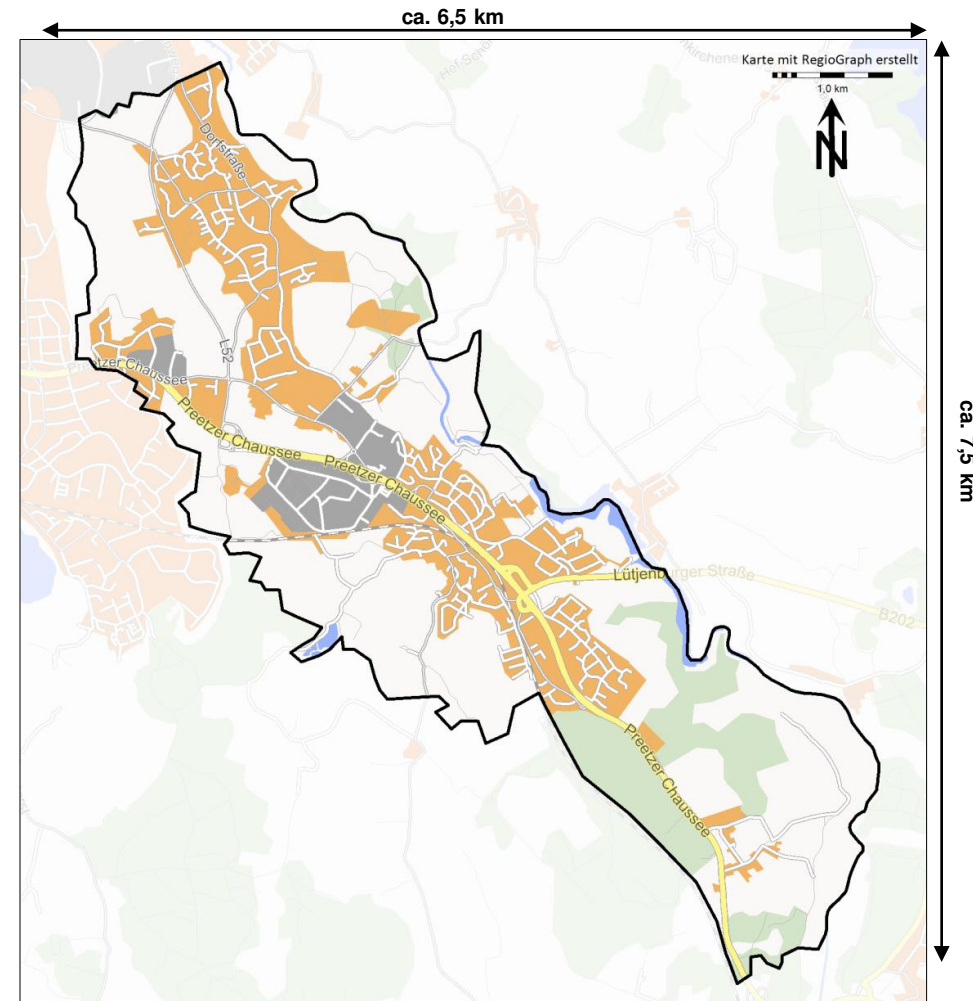 ca. 6,5 km
Karte mit RegioGraph erstellt
1,0 km
N
Dorfstraße
L52
Preetzer Chaussee
Preetzer Chaussee
Preetzer Chaussee
ca. 7,5 km
Lütjenburger Straße
B202
Preetzer Chaussee